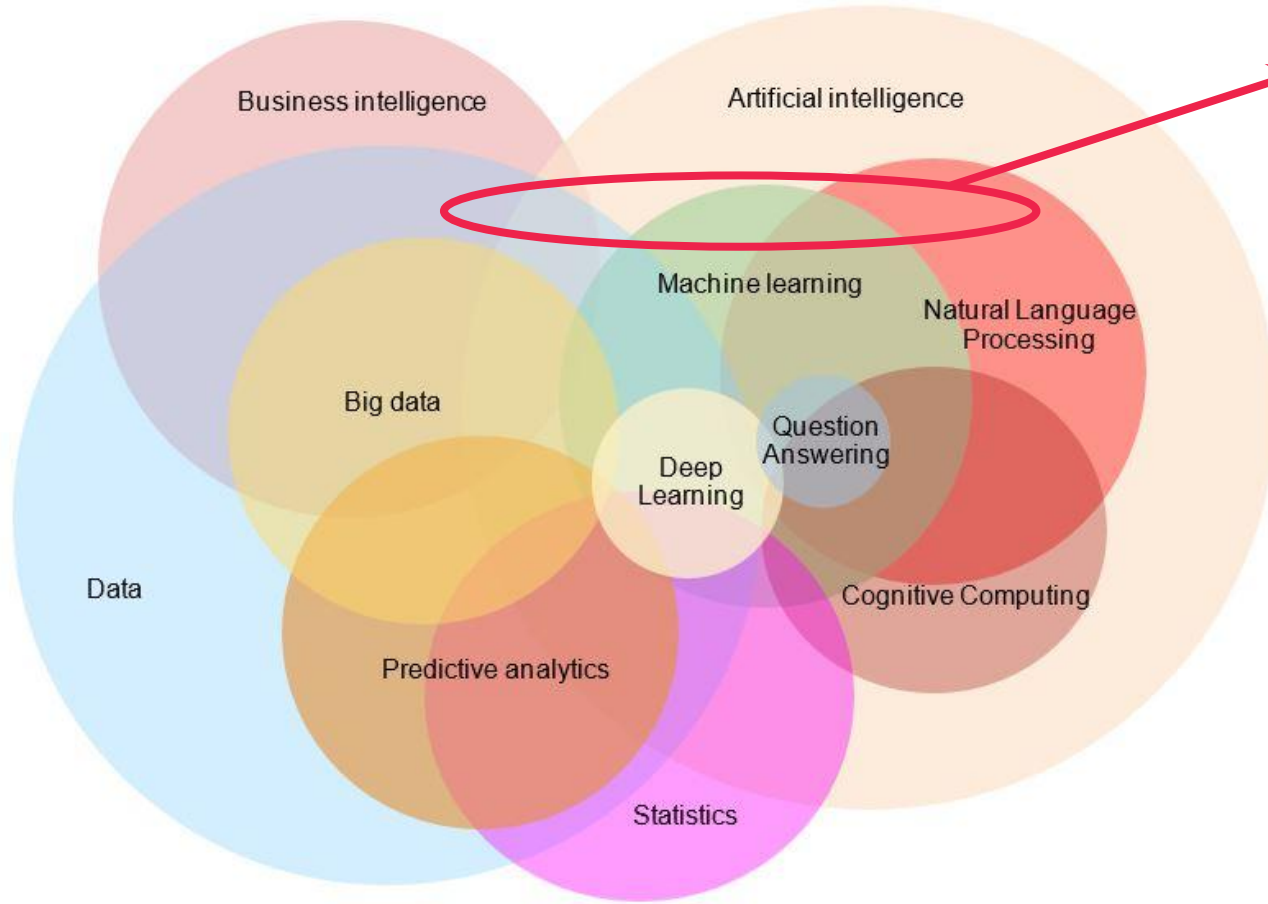 Business intelligence
Artificial intelligence
Machine learning
Natural Language
Processing
Big data
Question
Answering
Deep
Learning
Data
Cognitive Computing
Predictive analytics
Statistics